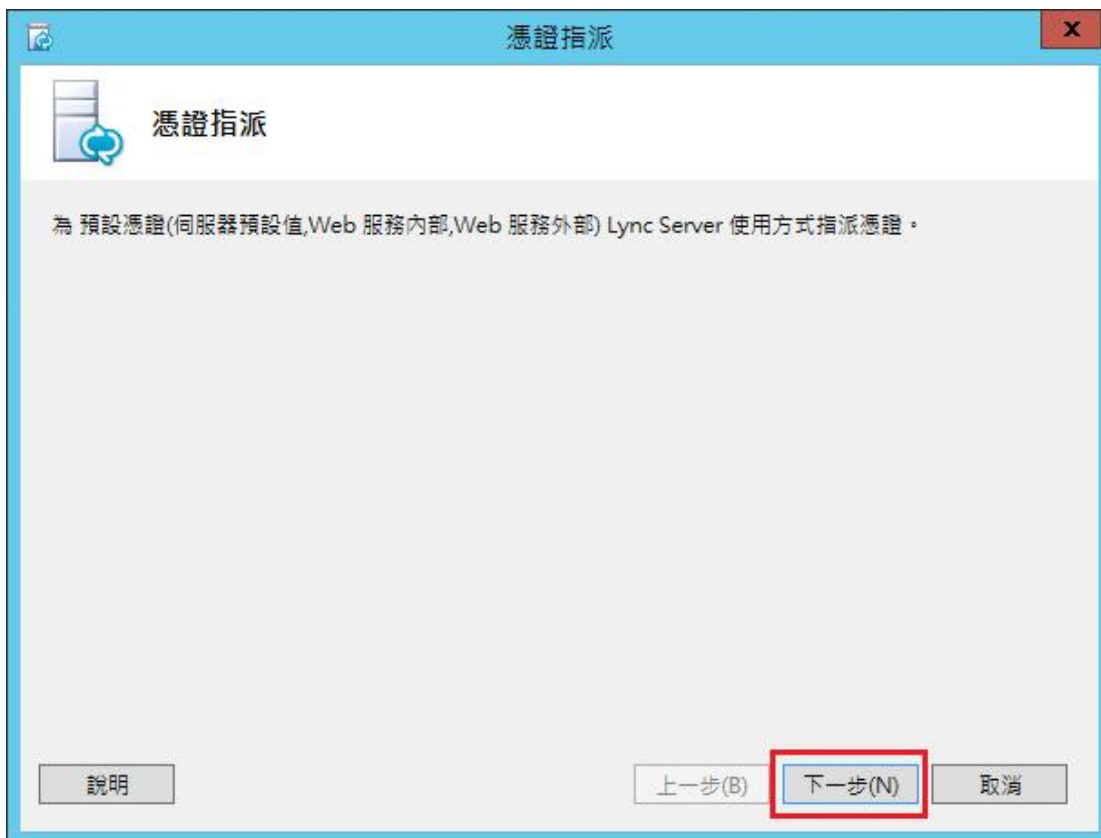 憑證指派
X
憑證指派
為 預設憑證(伺服器預設值,Web 服務內部,Web 服務外部) Lync Server 使用方式指派憑證。
說明
上一步(B)
下一步(N)
取消